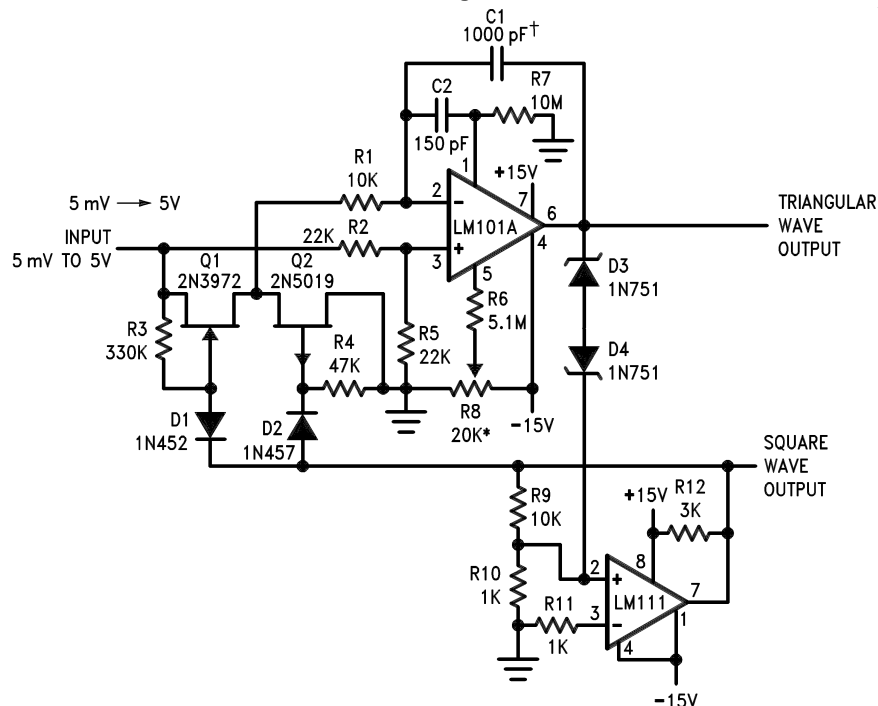 C1
1000 pF†
C2
150 pF
R7
10M
R1
10K
1
+15V
7
2
−
LM101A
6
TRIANGULAR
WAVE
OUTPUT
5 mV → 5V
INPUT
5 mV TO 5V
22K
R2
+
3
4
5
Q1
2N3972
Q2
2N5019
R6
5.1M
D3
1N751
R3
330K
R4
47K
R5
22K
D4
1N751
R8
20K*
−15V
D1
1N452
D2
1N457
SQUARE
WAVE
OUTPUT
R9
10K
+15V
R12
3K
8
2
+
R10
1K
LM111
7
R11
1K
3
−
1
4
−15V